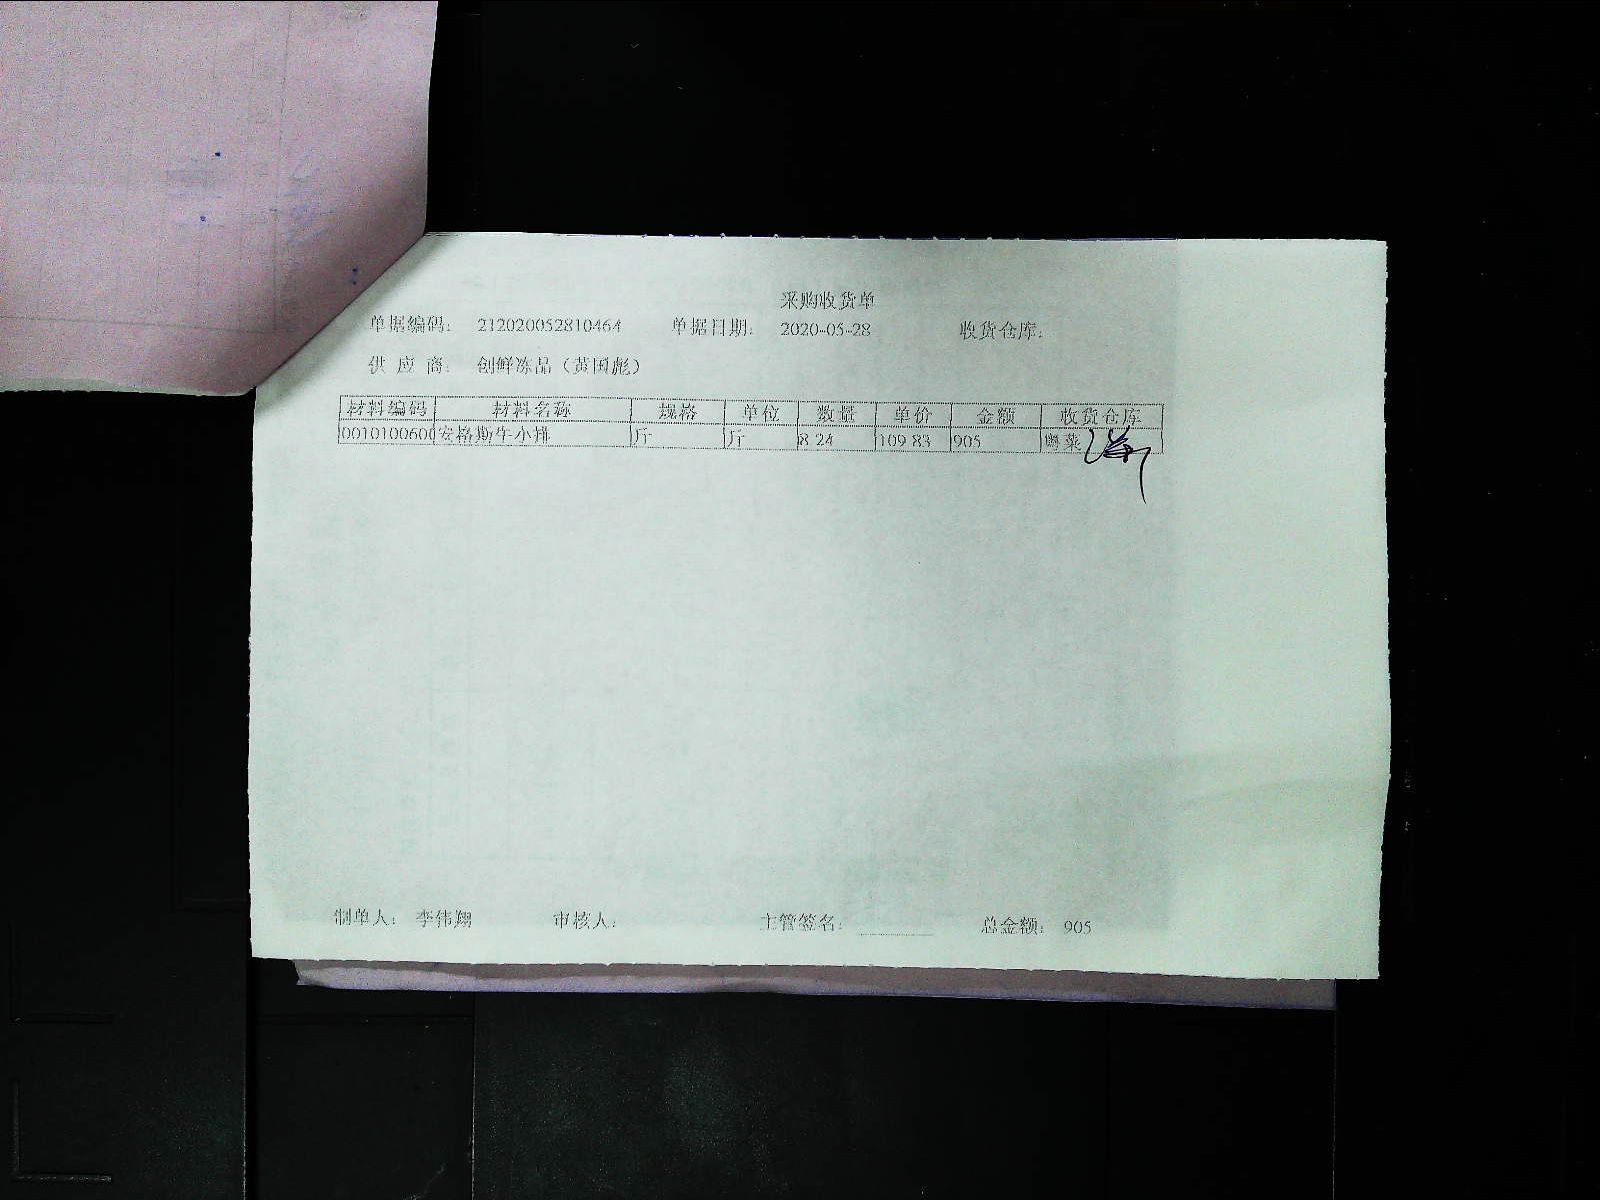 采购收货单
单据编码： 212020052810464 单据日期： 2020-05-28 收货仓库：
供 应 商： 创鲜冻品（黄国彪）
材料编码 材料名称 规格 单位 数量 单价 金额 收货仓库
0010100600 安格斯牛小排 斤 斤 8.24 109.83 905 粤菜
制单人： 李伟翔 审核人： 主管签名： 总金额： 905